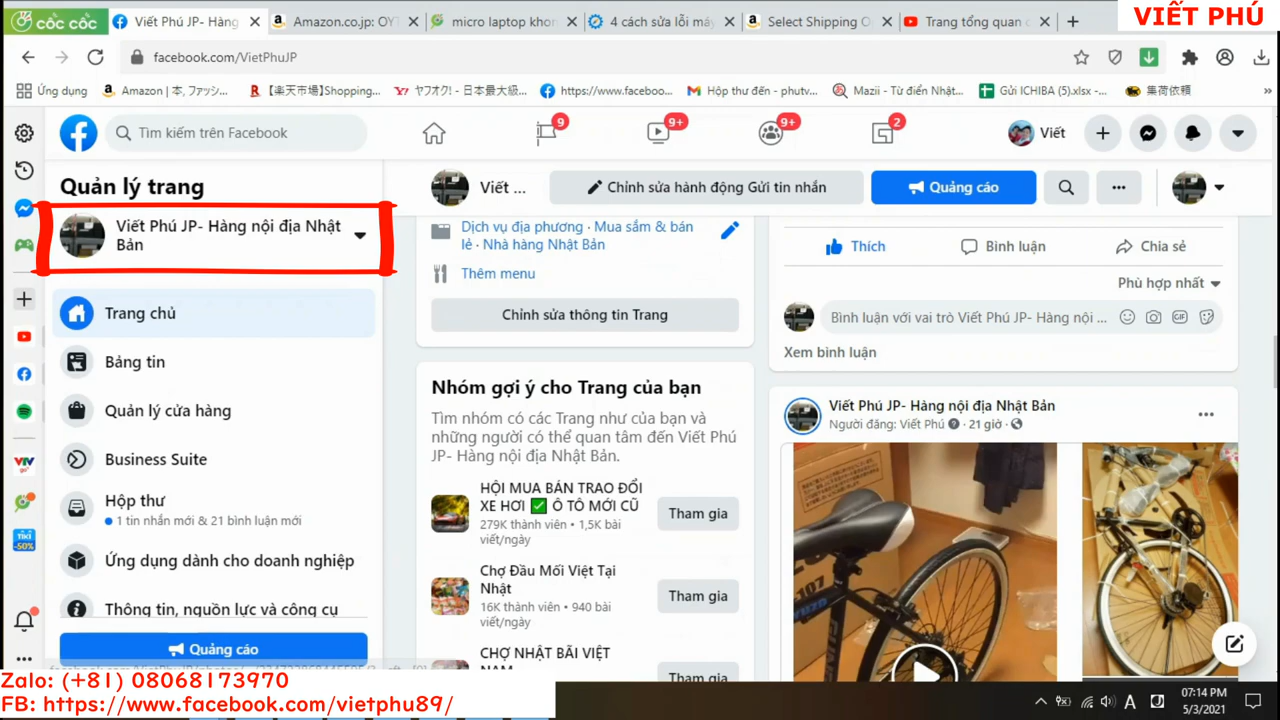 VIẾT PHÚ
cốc cốc
Viết Phú JP- Hàng
Amazon.co.jp: OYT
micro laptop khon
4 cách sửa lỗi máy
Select Shipping O
Trang tổng quan c
facebook.com/VietPhuJP
Ứng dụng
Amazon | 本, ファッシ...
【楽天市場】Shopping...
ヤフオク! - 日本最大級...
https://www.faceboo...
Hộp thư đến - phutv...
Mazii - Từ điển Nhật...
Gửi ICHIBA (5).xlsx -...
集荷依頼
Tìm kiếm trên Facebook
9
9+
9+
2
Viết
Quản lý trang
Viết Phú JP- Hàng nội địa Nhật
Bản
Trang chủ
Bảng tin
Quản lý cửa hàng
Business Suite
Hộp thư
1 tin nhắn mới & 21 bình luận mới
Ứng dụng dành cho doanh nghiệp
Thông tin, nguồn lực và công cụ
Quảng cáo
Viết ...
Chỉnh sửa hành động Gửi tin nhắn
Quảng cáo
Dịch vụ địa phương · Mua sắm & bán
lẻ · Nhà hàng Nhật Bản
Thêm menu
Chỉnh sửa thông tin Trang
Nhóm gợi ý cho Trang của bạn
Tìm nhóm có các Trang như của bạn và
những người có thể quan tâm đến Viết Phú
JP- Hàng nội địa Nhật Bản.
HỘI MUA BÁN TRAO ĐỔI
XE HƠI ✅ Ô TÔ MỚI CŨ
279K thành viên • 1,5K bài
viết/ngày
Tham gia
Chợ Đầu Mối Việt Tại
Nhật
16K thành viên • 940 bài
viết/ngày
Tham gia
CHỢ NHẬT BÃI VIỆT
NAM
Tham gia
Thích
Bình luận
Chia sẻ
Phù hợp nhất
Bình luận với vai trò Viết Phú JP- Hàng nội ...
GIF
Xem bình luận
Viết Phú JP- Hàng nội địa Nhật Bản
Người đăng: Viết Phú · 21 giờ ·
VTV
go
TIKI
-50%
Zalo: (+81) 08068173970
FB: https://www.facebook.com/vietphu89/
A
07:14 PM
5/3/2021